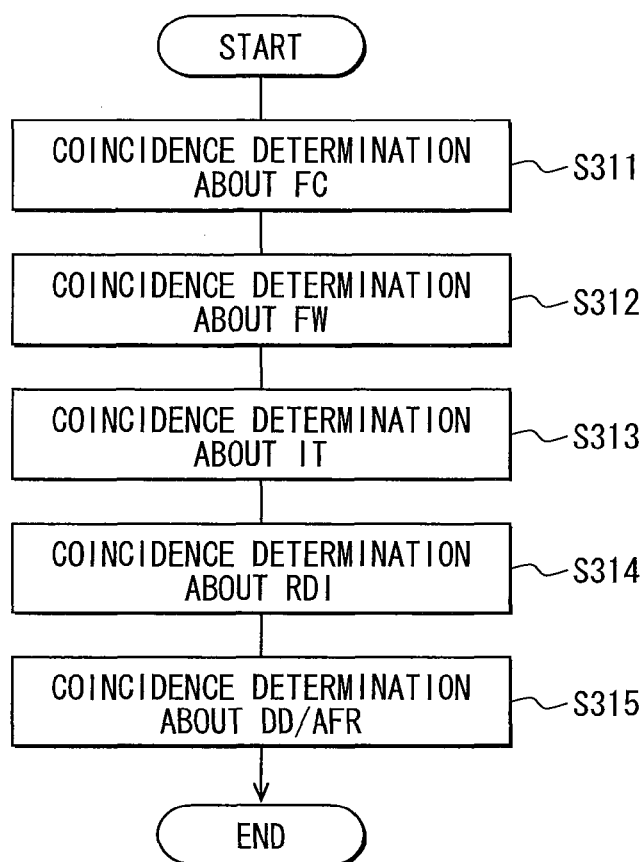 START
COINCIDENCE DETERMINATION
ABOUT FC
S311
COINCIDENCE DETERMINATION
ABOUT FW
S312
COINCIDENCE DETERMINATION
ABOUT IT
S313
COINCIDENCE DETERMINATION
ABOUT RDI
S314
COINCIDENCE DETERMINATION
ABOUT DD/AFR
S315
END